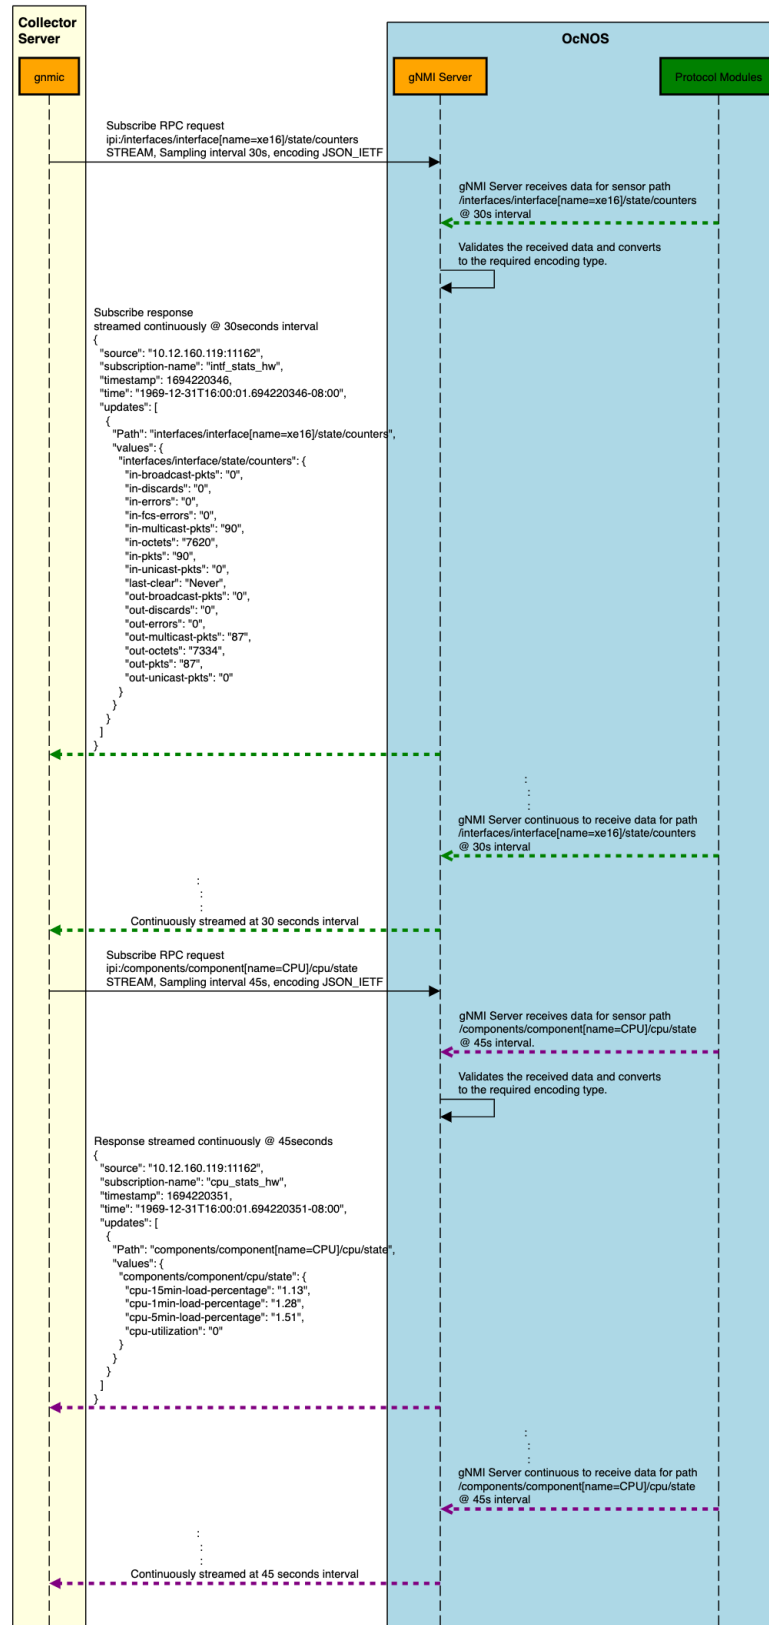 Collector
Server
OcNOS
gnmic
gNMI Server
Protocol Modules
Subscribe RPC request
ipi:/interfaces/interface[name=xe16]/state/counters
STREAM, Sampling interval 30s, encoding JSON_IETF
gNMI Server receives data for sensor path
/interfaces/interface[name=xe16]/state/counters
@ 30s interval
Validates the received data and converts
to the required encoding type.
Subscribe response
streamed continuously @ 30seconds interval
{
"source": "10.12.160.119:11162",
"subscription-name": "intf_stats_hw",
"timestamp": 1694220346,
"time": "1969-12-31T16:00:01.694220346-08:00",
"updates": [
{
"Path": "interfaces/interface[name=xe16]/state/counters",
"values": {
"interfaces/interface/state/counters": {
"in-broadcast-pkts": "0",
"in-discards": "0",
"in-errors": "0",
"in-fcs-errors": "0",
"in-multicast-pkts": "90",
"in-octets": "7620",
"in-pkts": "90",
"in-unicast-pkts": "0",
"last-clear": "Never",
"out-broadcast-pkts": "0",
"out-discards": "0",
"out-errors": "0",
"out-multicast-pkts": "87",
"out-octets": "7334",
"out-pkts": "87",
"out-unicast-pkts": "0"
}
}
}
]
}
:
:
:
gNMI Server continuous to receive data for path
/interfaces/interface[name=xe16]/state/counters
@ 30s interval
:
:
:
Continuously streamed at 30 seconds interval
Subscribe RPC request
ipi:/components/component[name=CPU]/cpu/state
STREAM, Sampling interval 45s, encoding JSON_IETF
gNMI Server receives data for sensor path
/components/component[name=CPU]/cpu/state
@ 45s interval.
Validates the received data and converts
to the required encoding type.
Response streamed continuously @ 45seconds
{
"source": "10.12.160.119:11162",
"subscription-name": "cpu_stats_hw",
"timestamp": 1694220351,
"time": "1969-12-31T16:00:01.694220351-08:00",
"updates": [
{
"Path": "components/component[name=CPU]/cpu/state",
"values": {
"components/component/cpu/state": {
"cpu-15min-load-percentage": "1.13",
"cpu-1min-load-percentage": "1.28",
"cpu-5min-load-percentage": "1.51",
"cpu-utilization": "0"
}
}
}
]
}
:
:
:
gNMI Server continuous to receive data for path
/components/component[name=CPU]/cpu/state
@ 45s interval
:
:
:
Continuously streamed at 45 seconds interval